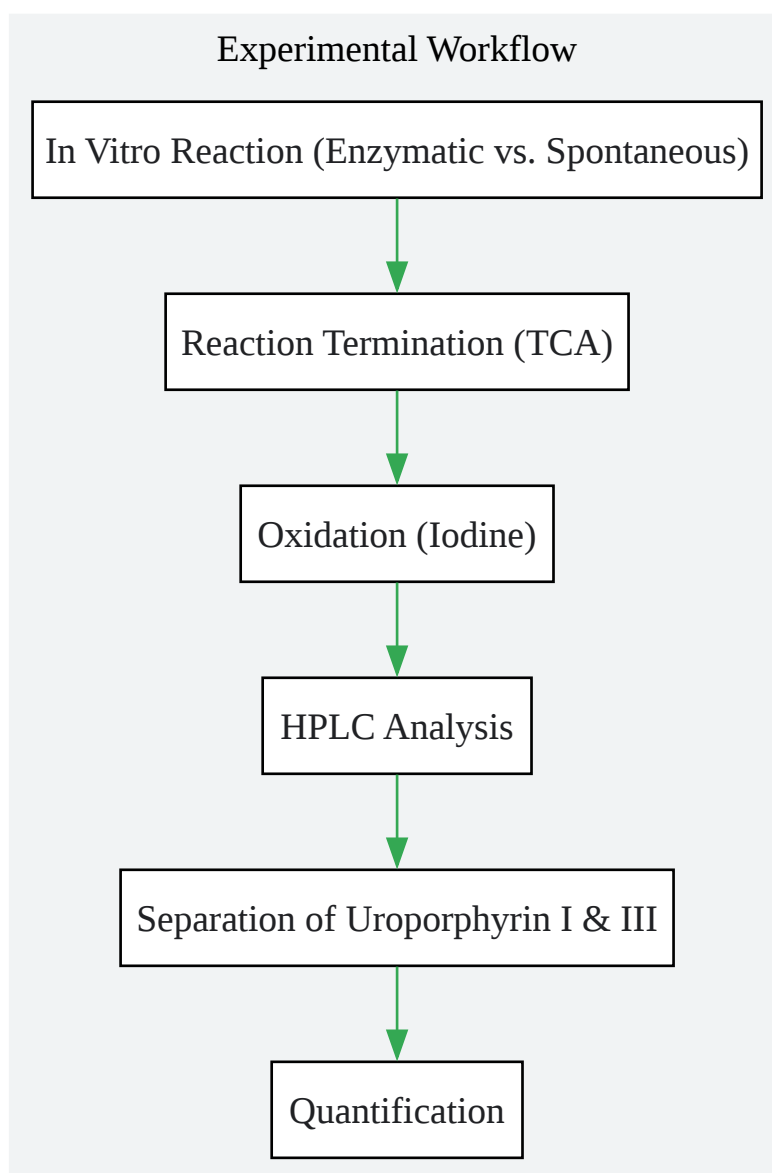 Experimental Workflow
In Vitro Reaction (Enzymatic vs. Spontaneous)
Reaction Termination (TCA)
Oxidation (Iodine)
HPLC Analysis
Separation of Uroporphyrin I & III
Quantification